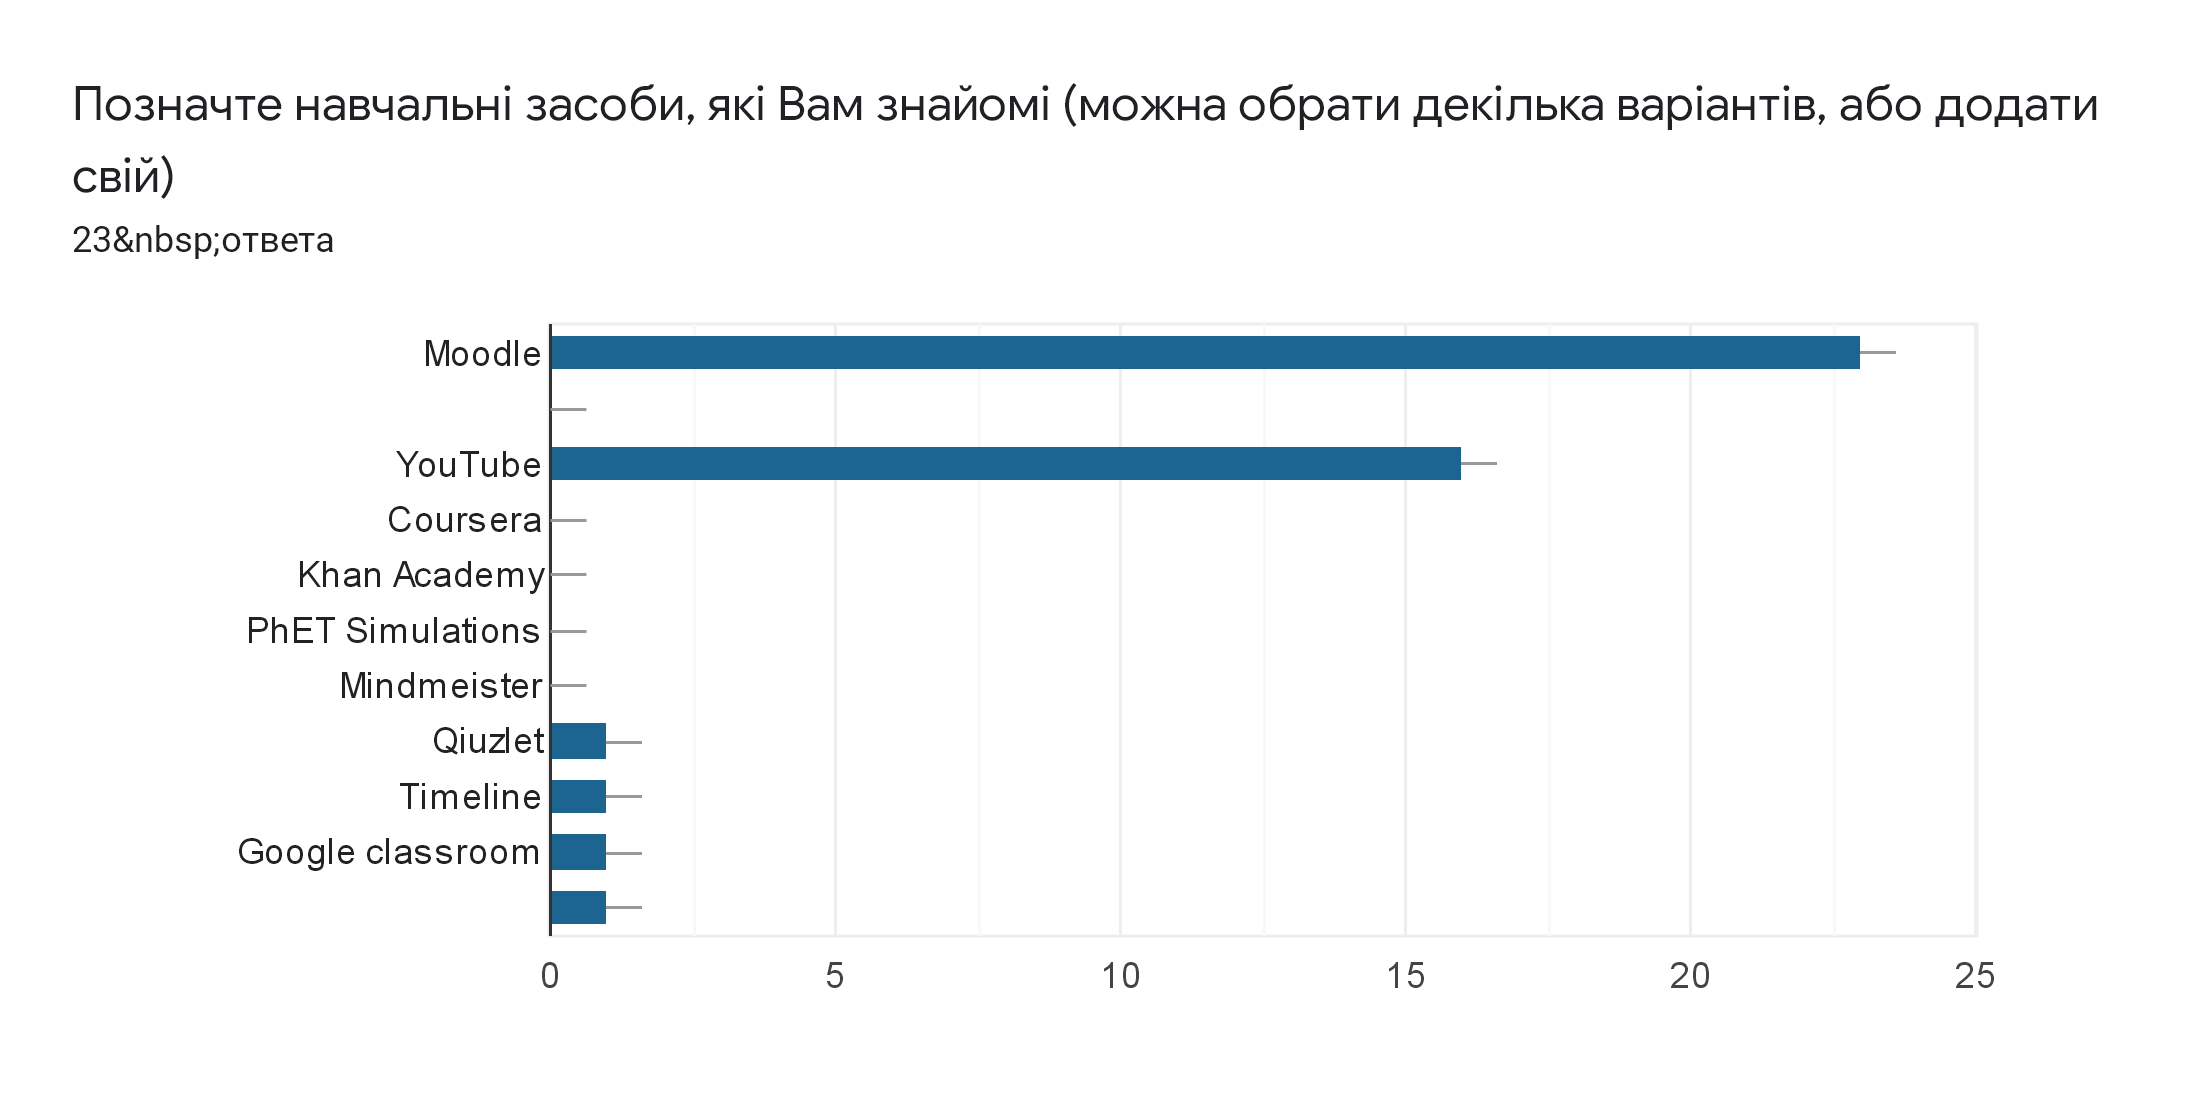 Позначте навчальні засоби, які Вам знайомі (можна обрати декілька варіантів, або додати
свій)
23&nbsp;ответа
Moodle
YouTube
Coursera
Khan Academy
PhET Simulations
Mindmeister
Qiuzlet
Timeline
Google classroom
0 5 10 15 20 25